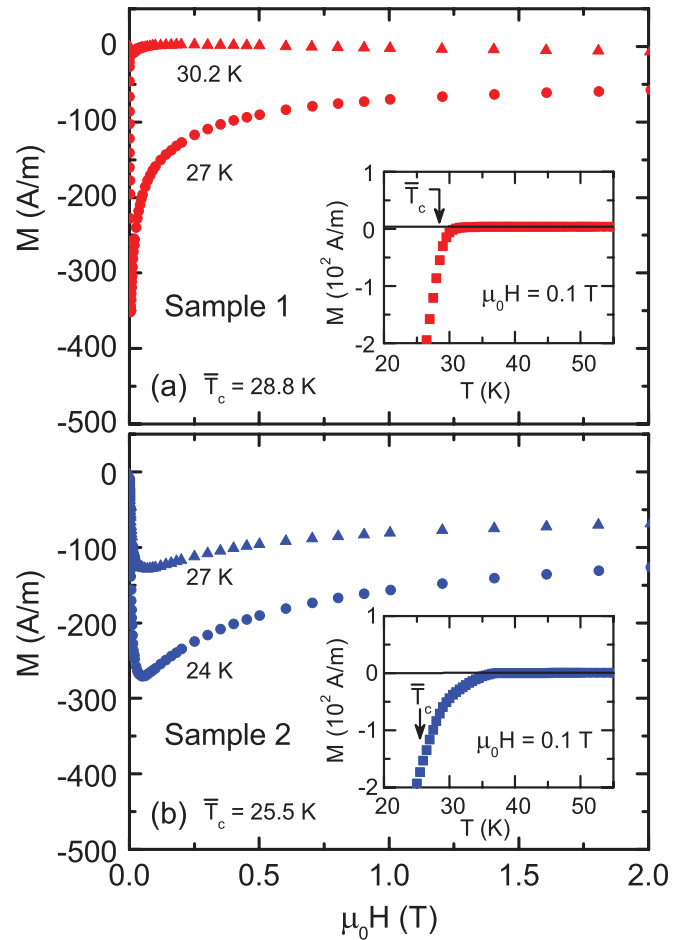 0
-100
-200
-300
-400
-500
M (A/m)
30.2 K
27 K
Sample 1
(a) T̅c = 28.8 K
1
0
-1
-2
M (10² A/m)
T̅c
μ₀H = 0.1 T
20 30 40 50
T (K)
0
-100
-200
-300
-400
-500
M (A/m)
27 K
24 K
Sample 2
(b) T̅c = 25.5 K
1
0
-1
-2
M (10² A/m)
T̅c
μ₀H = 0.1 T
20 30 40 50
T (K)
0.0 0.5 1.0 1.5 2.0
μ₀H (T)